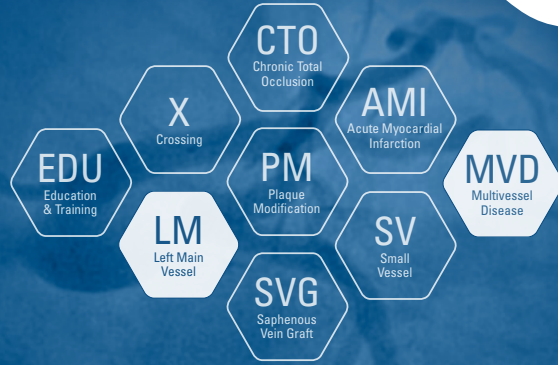 CTO
Chronic Total
Occlusion
X
Crossing
AMI
Acute Myocardial
Infarction
EDU
Education
& Training
PM
Plaque
Modification
MVD
Multivessel
Disease
LM
Left Main
Vessel
SV
Small
Vessel
SVG
Saphenous
Vein Graft